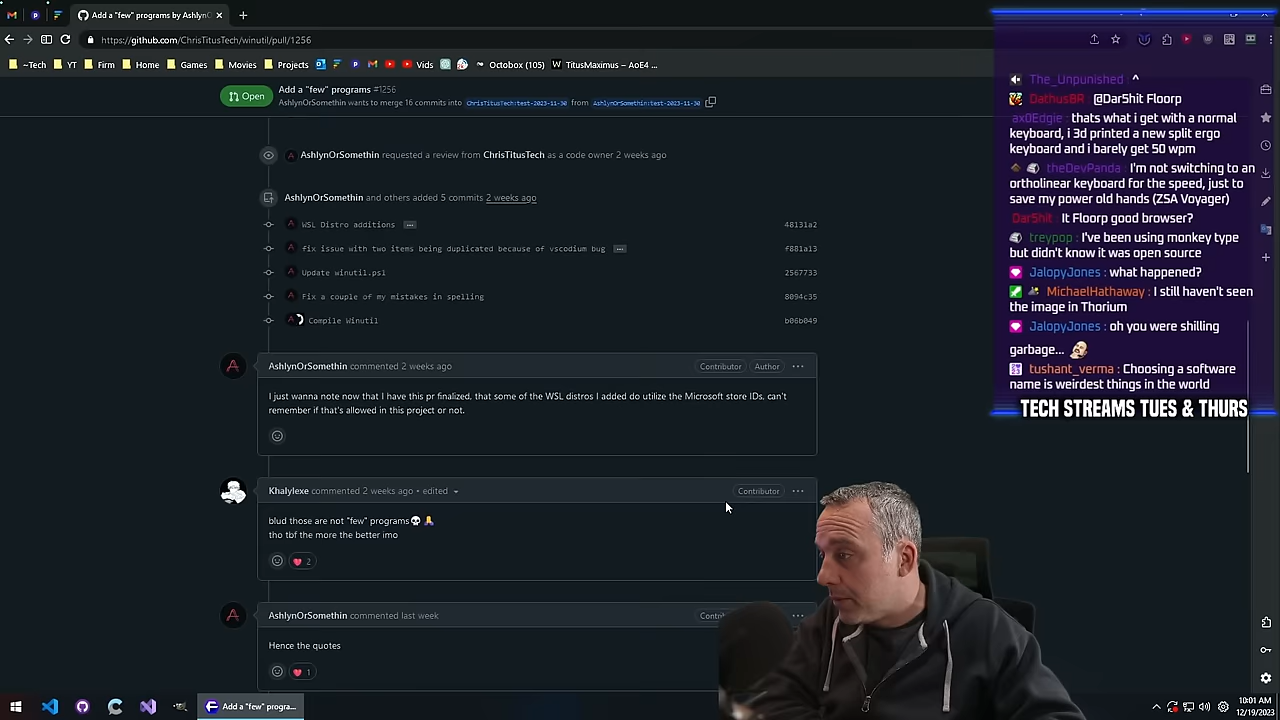 Add a "few" programs by AshlynO
https://github.com/ChrisTitusTech/winutil/pull/1256
~Tech
YT
Firm
Home
Games
Movies
Projects
Vids
Octobox (105)
TitusMaximus – AoE4 ...
Open
Add a "few" programs #1256
AshlynOrSomethin wants to merge 16 commits into ChrisTitusTech:test-2023-11-30 from AshlynOrSomethin:test-2023-11-30
AshlynOrSomethin requested a review from ChrisTitusTech as a code owner 2 weeks ago
AshlynOrSomethin and others added 5 commits 2 weeks ago
WSL Distro additions ... 48131a2
fix issue with two items being duplicated because of vscodium bug ... f881a13
Update winutil.ps1 2567733
Fix a couple of my mistakes in spelling 8094c35
Compile Winutil b06b049
AshlynOrSomethin commented 2 weeks ago Contributor Author ...
I just wanna note now that I have this pr finalized, that some of the WSL distros I added do utilize the Microsoft store IDs, can't
remember if that's allowed in this project or not.
Khalylexe commented 2 weeks ago • edited Contributor ...
blud those are not "few" programs💀🙏
tho tbf the more the better imo
2
AshlynOrSomethin commented last week Contri
Hence the quotes
1
The_Unpunished ^
DathusBR @DarShit Floorp
ax0Edgie : thats what i get with a normal
keyboard, i 3d printed a new split ergo
keyboard and i barely get 50 wpm
theDevPanda : I'm not switching to an
ortholinear keyboard for the speed, just to
save my power old hands (ZSA Voyager)
DarShit : It Floorp good browser?
treypop : I've been using monkey type
but didn't know it was open source
JalopyJones : what happened?
MichaelHathaway : I still haven't seen
the image in Thorium
JalopyJones : oh you were shilling
garbage...
tushant_verma : Choosing a software
name is weirdest things in the world
TECH STREAMS TUES & THURS
Add a "few" progra...
10:01 AM
12/19/2023